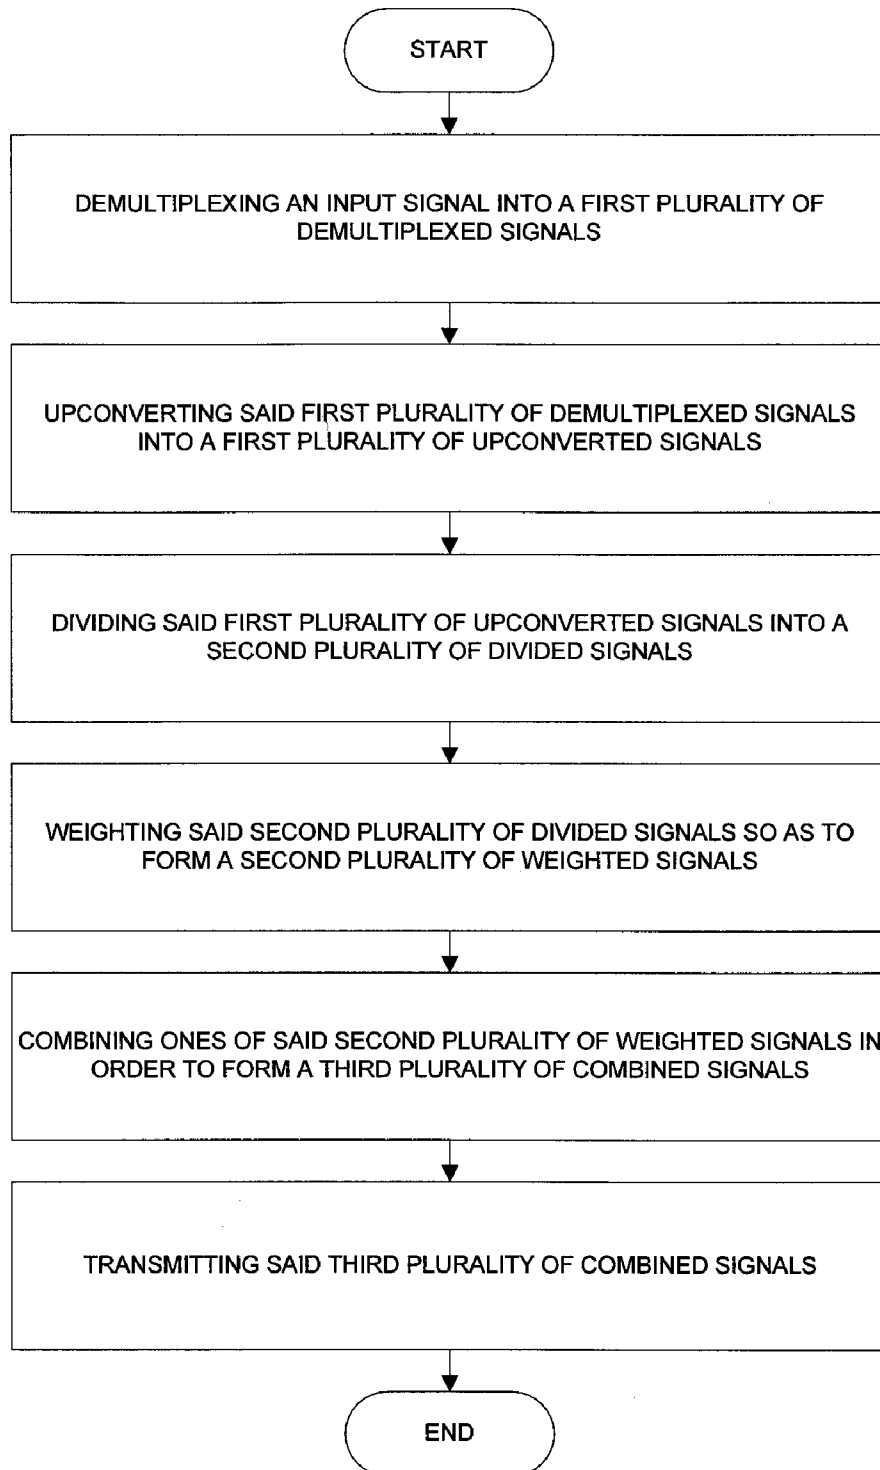 START
DEMULTIPLEXING AN INPUT SIGNAL INTO A FIRST PLURALITY OF
DEMULTIPLEXED SIGNALS
UPCONVERTING SAID FIRST PLURALITY OF DEMULTIPLEXED SIGNALS
INTO A FIRST PLURALITY OF UPCONVERTED SIGNALS
DIVIDING SAID FIRST PLURALITY OF UPCONVERTED SIGNALS INTO A
SECOND PLURALITY OF DIVIDED SIGNALS
WEIGHTING SAID SECOND PLURALITY OF DIVIDED SIGNALS SO AS TO
FORM A SECOND PLURALITY OF WEIGHTED SIGNALS
COMBINING ONES OF SAID SECOND PLURALITY OF WEIGHTED SIGNALS IN
ORDER TO FORM A THIRD PLURALITY OF COMBINED SIGNALS
TRANSMITTING SAID THIRD PLURALITY OF COMBINED SIGNALS
END